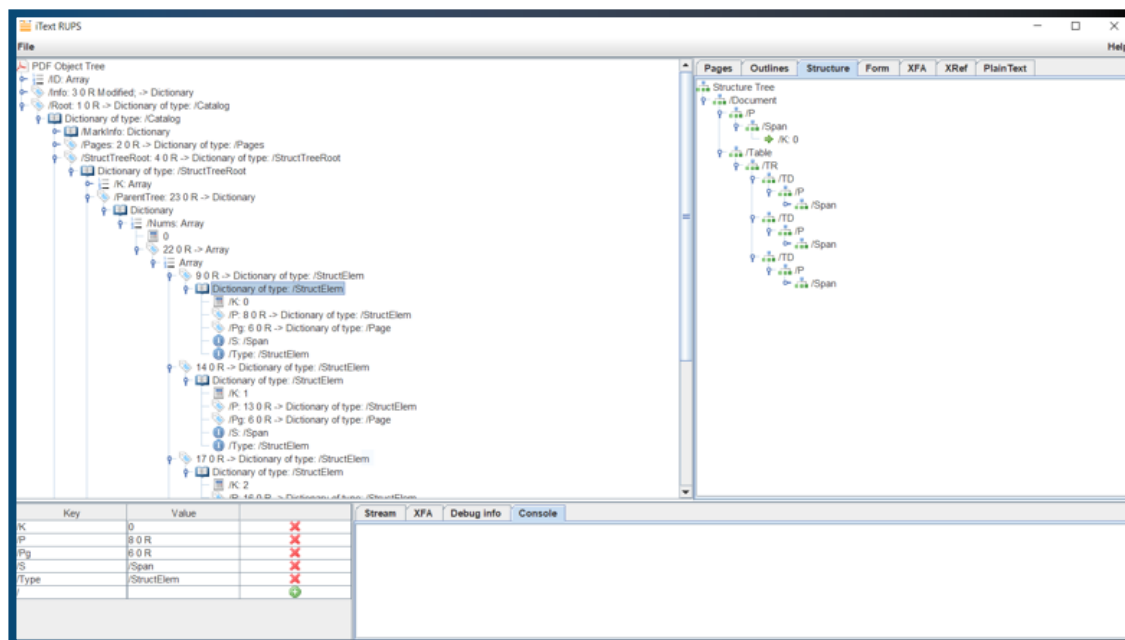 iText RUPS
File
Help
PDF Object Tree
/ID: Array
/Info: 3 0 R Modified; -> Dictionary
/Root: 1 0 R -> Dictionary of type: /Catalog
Dictionary of type: /Catalog
/MarkInfo: Dictionary
/Pages: 2 0 R -> Dictionary of type: /Pages
/StructTreeRoot: 4 0 R -> Dictionary of type: /StructTreeRoot
Dictionary of type: /StructTreeRoot
/K: Array
/ParentTree: 23 0 R -> Dictionary
Dictionary
/Nums: Array
0
22 0 R -> Array
Array
9 0 R -> Dictionary of type: /StructElem
Dictionary of type: /StructElem
/K: 0
/P: 8 0 R -> Dictionary of type: /StructElem
/Pg: 6 0 R -> Dictionary of type: /Page
/S: /Span
/Type: /StructElem
14 0 R -> Dictionary of type: /StructElem
Dictionary of type: /StructElem
/K: 1
/P: 13 0 R -> Dictionary of type: /StructElem
/Pg: 6 0 R -> Dictionary of type: /Page
/S: /Span
/Type: /StructElem
17 0 R -> Dictionary of type: /StructElem
Dictionary of type: /StructElem
/K: 2
/P: 16 0 R -> Dictionary of type: /StructElem
Pages Outlines Structure Form XFA XRef PlainText
Structure Tree
/Document
/P
/Span
/K: 0
/Table
/TR
/TD
/P
/Span
/TD
/P
/Span
/TD
/P
/Span
Key Value
/K 0
/P 8 0 R
/Pg 6 0 R
/S /Span
/Type /StructElem
/
Stream XFA Debug info Console